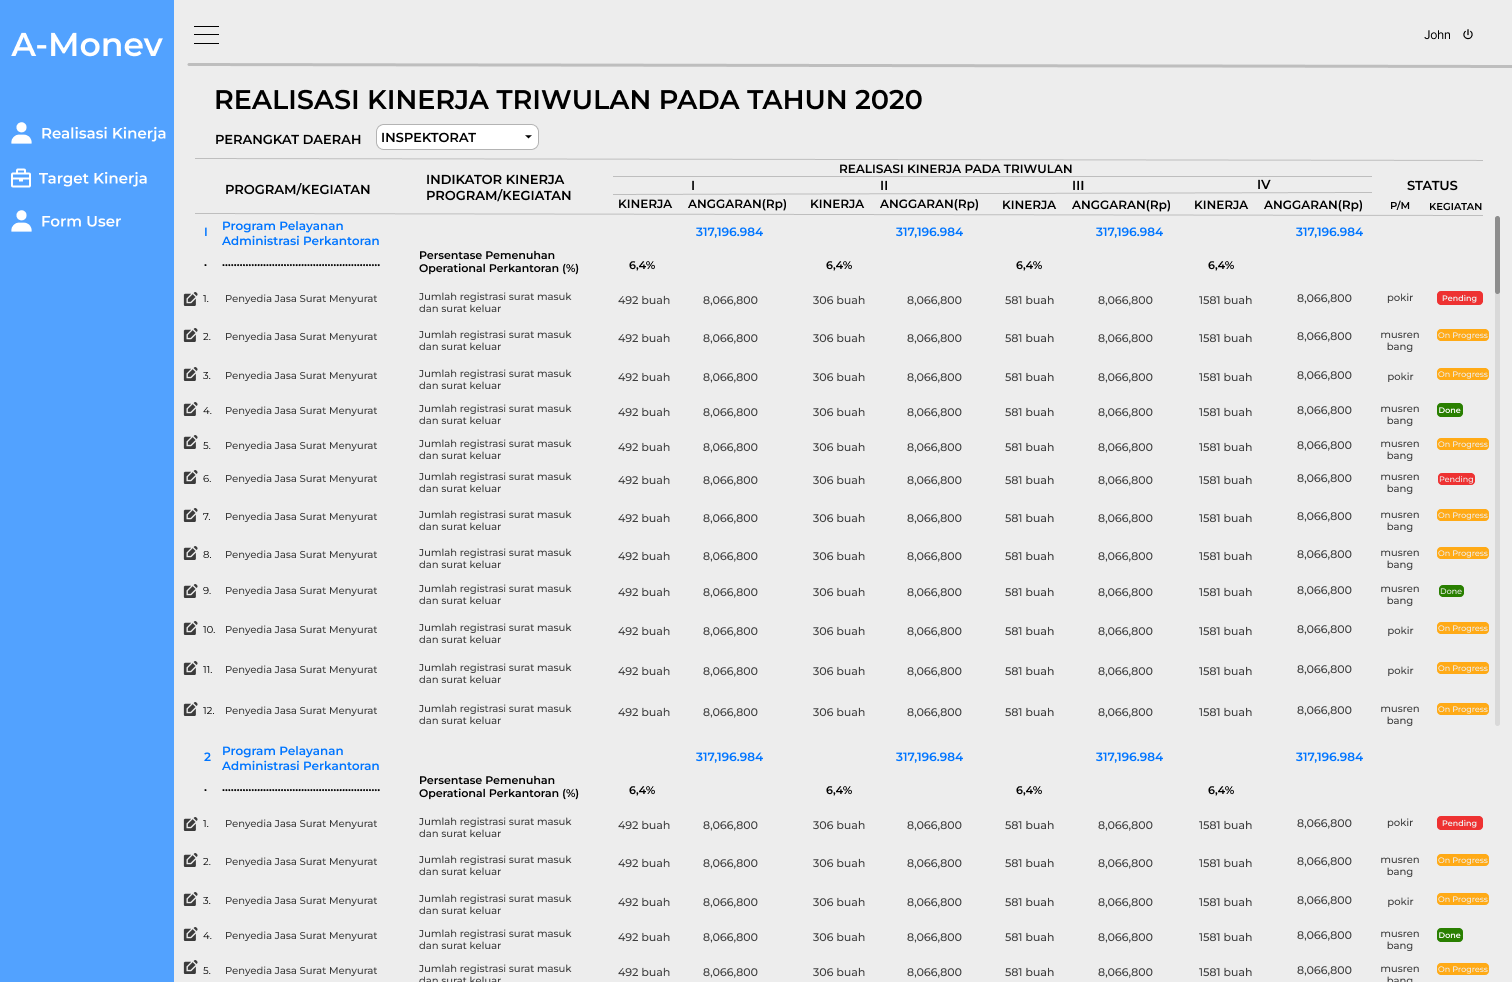 A-Monev
John
Realisasi Kinerja
Target Kinerja
Form User
REALISASI KINERJA TRIWULAN PADA TAHUN 2020
PERANGKAT DAERAH INSPEKTORAT
REALISASI KINERJA PADA TRIWULAN
PROGRAM/KEGIATAN
INDIKATOR KINERJA
PROGRAM/KEGIATAN
I II III IV STATUS
KINERJA ANGGARAN(Rp) KINERJA ANGGARAN(Rp) KINERJA ANGGARAN(Rp) KINERJA ANGGARAN(Rp) P/M KEGIATAN
I Program Pelayanan
Administrasi Perkantoran
317,196.984 317,196.984 317,196.984 317,196.984
Persentase Pemenuhan
Operational Perkantoran (%)
6,4% 6,4% 6,4% 6,4%
1. Penyedia Jasa Surat Menyurat
Jumlah registrasi surat masuk
dan surat keluar
492 buah 8,066,800 306 buah 8,066,800 581 buah 8,066,800 1581 buah 8,066,800 pokir Pending
2. Penyedia Jasa Surat Menyurat
Jumlah registrasi surat masuk
dan surat keluar
492 buah 8,066,800 306 buah 8,066,800 581 buah 8,066,800 1581 buah 8,066,800
musren
bang
On Progress
3. Penyedia Jasa Surat Menyurat
Jumlah registrasi surat masuk
dan surat keluar
492 buah 8,066,800 306 buah 8,066,800 581 buah 8,066,800 1581 buah 8,066,800 pokir On Progress
4. Penyedia Jasa Surat Menyurat
Jumlah registrasi surat masuk
dan surat keluar
492 buah 8,066,800 306 buah 8,066,800 581 buah 8,066,800 1581 buah 8,066,800
musren
bang
Done
5. Penyedia Jasa Surat Menyurat
Jumlah registrasi surat masuk
dan surat keluar
492 buah 8,066,800 306 buah 8,066,800 581 buah 8,066,800 1581 buah 8,066,800
musren
bang
On Progress
6. Penyedia Jasa Surat Menyurat
Jumlah registrasi surat masuk
dan surat keluar
492 buah 8,066,800 306 buah 8,066,800 581 buah 8,066,800 1581 buah 8,066,800
musren
bang
Pending
7. Penyedia Jasa Surat Menyurat
Jumlah registrasi surat masuk
dan surat keluar
492 buah 8,066,800 306 buah 8,066,800 581 buah 8,066,800 1581 buah 8,066,800
musren
bang
On Progress
8. Penyedia Jasa Surat Menyurat
Jumlah registrasi surat masuk
dan surat keluar
492 buah 8,066,800 306 buah 8,066,800 581 buah 8,066,800 1581 buah 8,066,800
musren
bang
On Progress
9. Penyedia Jasa Surat Menyurat
Jumlah registrasi surat masuk
dan surat keluar
492 buah 8,066,800 306 buah 8,066,800 581 buah 8,066,800 1581 buah 8,066,800
musren
bang
Done
10. Penyedia Jasa Surat Menyurat
Jumlah registrasi surat masuk
dan surat keluar
492 buah 8,066,800 306 buah 8,066,800 581 buah 8,066,800 1581 buah 8,066,800 pokir On Progress
11. Penyedia Jasa Surat Menyurat
Jumlah registrasi surat masuk
dan surat keluar
492 buah 8,066,800 306 buah 8,066,800 581 buah 8,066,800 1581 buah 8,066,800 pokir On Progress
12. Penyedia Jasa Surat Menyurat
Jumlah registrasi surat masuk
dan surat keluar
492 buah 8,066,800 306 buah 8,066,800 581 buah 8,066,800 1581 buah 8,066,800
musren
bang
On Progress
2 Program Pelayanan
Administrasi Perkantoran
317,196.984 317,196.984 317,196.984 317,196.984
Persentase Pemenuhan
Operational Perkantoran (%)
6,4% 6,4% 6,4% 6,4%
1. Penyedia Jasa Surat Menyurat
Jumlah registrasi surat masuk
dan surat keluar
492 buah 8,066,800 306 buah 8,066,800 581 buah 8,066,800 1581 buah 8,066,800 pokir Pending
2. Penyedia Jasa Surat Menyurat
Jumlah registrasi surat masuk
dan surat keluar
492 buah 8,066,800 306 buah 8,066,800 581 buah 8,066,800 1581 buah 8,066,800
musren
bang
On Progress
3. Penyedia Jasa Surat Menyurat
Jumlah registrasi surat masuk
dan surat keluar
492 buah 8,066,800 306 buah 8,066,800 581 buah 8,066,800 1581 buah 8,066,800 pokir On Progress
4. Penyedia Jasa Surat Menyurat
Jumlah registrasi surat masuk
dan surat keluar
492 buah 8,066,800 306 buah 8,066,800 581 buah 8,066,800 1581 buah 8,066,800
musren
bang
Done
5. Penyedia Jasa Surat Menyurat
Jumlah registrasi surat masuk
dan surat keluar
492 buah 8,066,800 306 buah 8,066,800 581 buah 8,066,800 1581 buah 8,066,800
musren
bang
On Progress